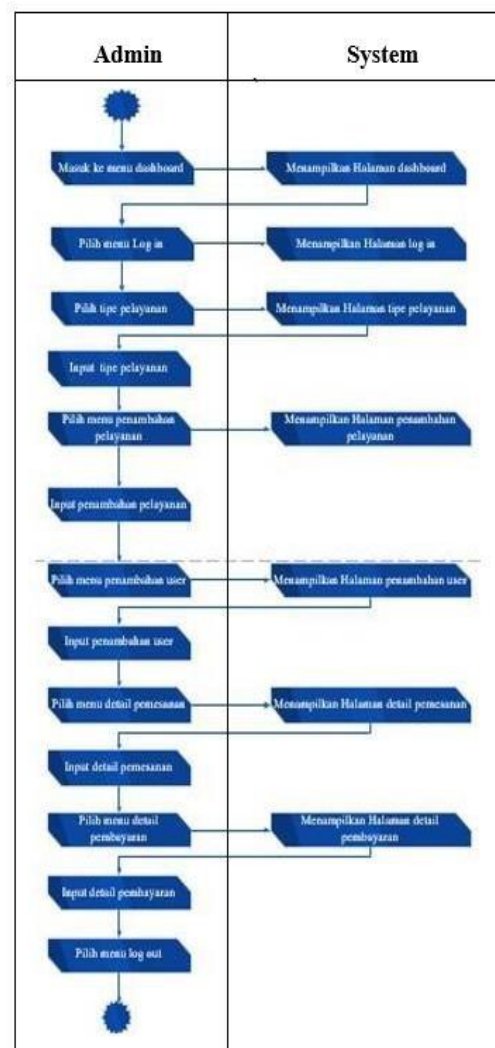 Admin
System
Masuk ke menu dashboard
Menampilkan Halaman dashboard
Pilih menu Log in
Menampilkan Halaman log in
Pilih tipe pelayanan
Menampilkan Halaman tipe pelayanan
Input tipe pelayanan
Pilih menu penambahan
pelayanan
Menampilkan Halaman penambahan
pelayanan
Input penambahan pelayanan
Pilih menu penambahan user
Menampilkan Halaman penambahan user
Input penambahan user
Pilih menu detail pemesanan
Menampilkan Halaman detail pemesanan
Input detail pemesanan
Pilih menu detail
pembayaran
Menampilkan Halaman detail
pembayaran
Input detail pembayaran
Pilih menu log out